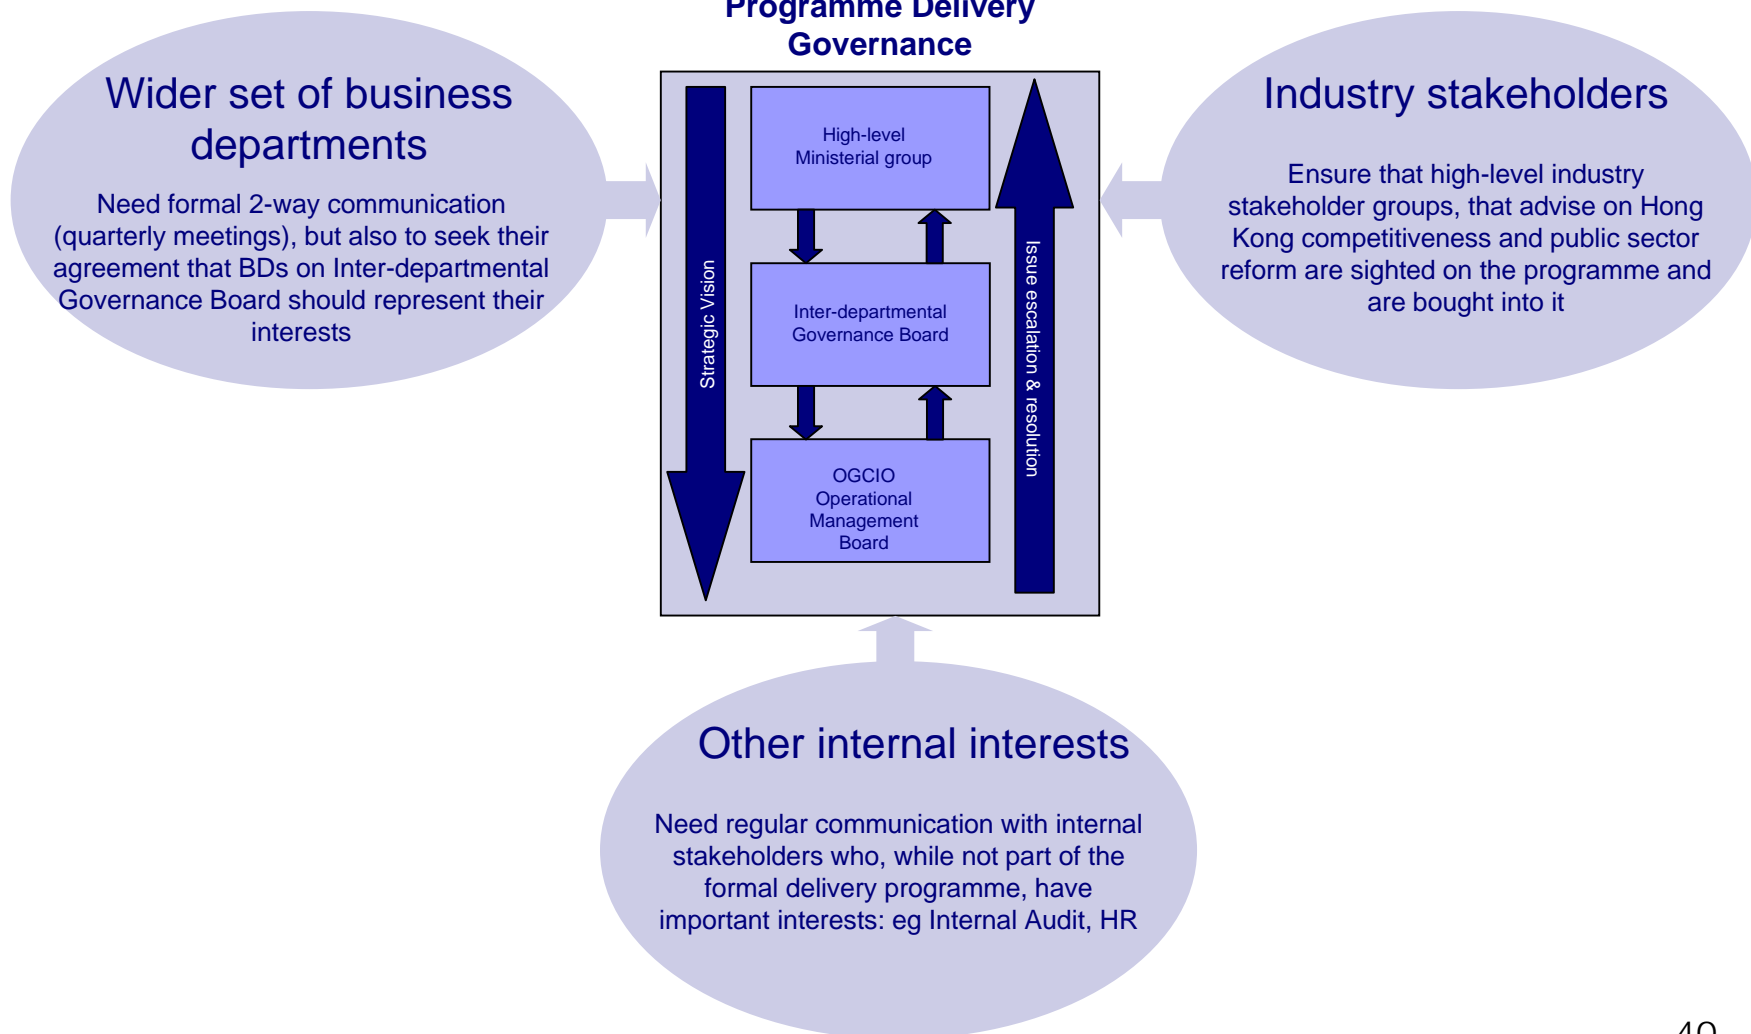 Programme Delivery
Governance
Wider set of business
departments
Need formal 2-way communication
(quarterly meetings), but also to seek their
agreement that BDs on Inter-departmental
Governance Board should represent their
interests
Strategic Vision
High-level
Ministerial group
Inter-departmental
Governance Board
OGCIO
Operational
Management
Board
Issue escalation & resolution
Industry stakeholders
Ensure that high-level industry
stakeholder groups, that advise on Hong
Kong competitiveness and public sector
reform are sighted on the programme and
are bought into it
Other internal interests
Need regular communication with internal
stakeholders who, while not part of the
formal delivery programme, have
important interests: eg Internal Audit, HR
40